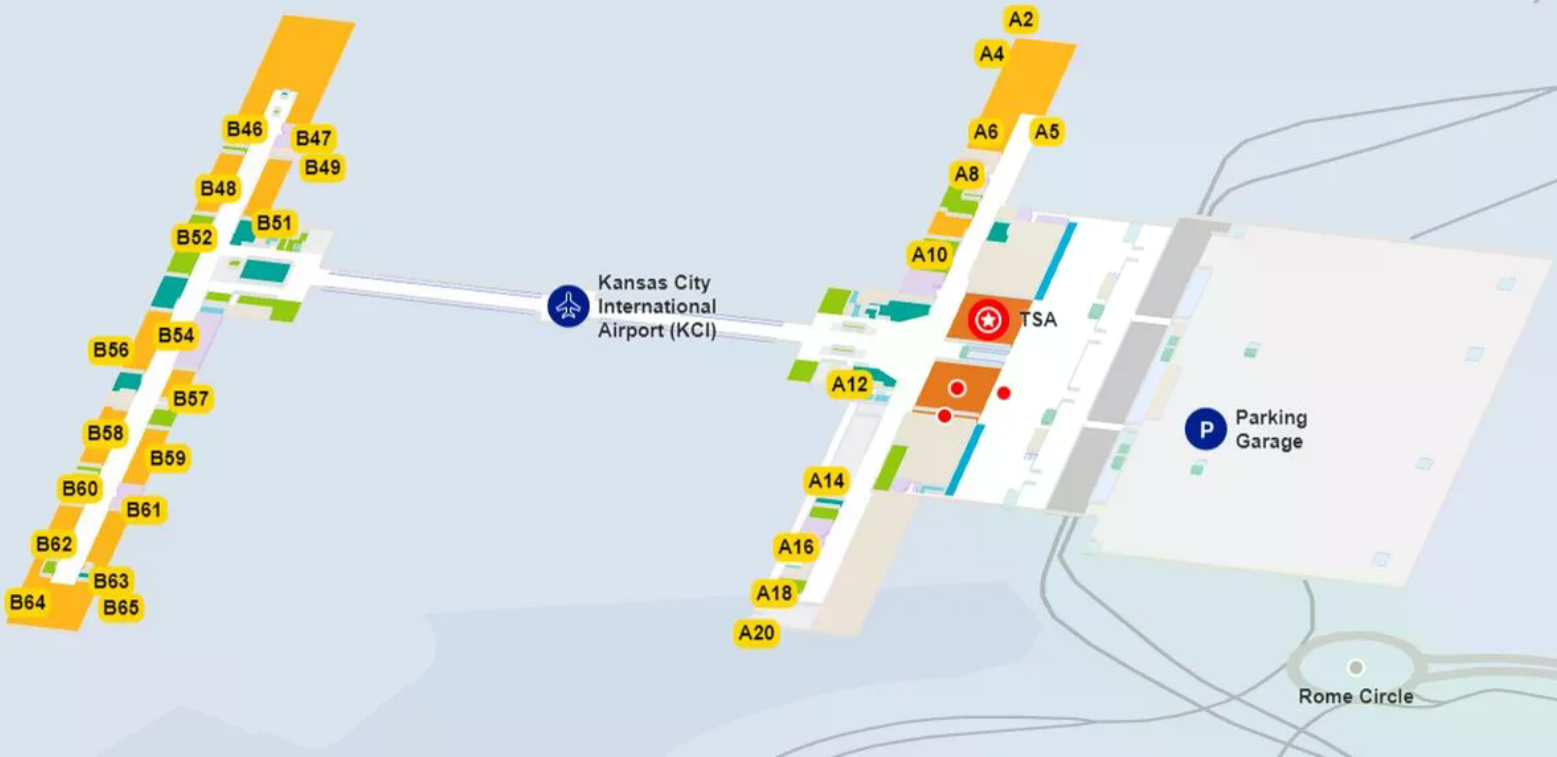 A2
A4
A6
A5
A8
A10
B46
B47
B49
B48
B51
B52
Kansas City
International
Airport (KCI)
TSA
B54
B56
A12
B57
Parking
Garage
P
B58
B59
A14
B60
B61
A16
B62
B63
A18
B64
B65
A20
Rome Circle